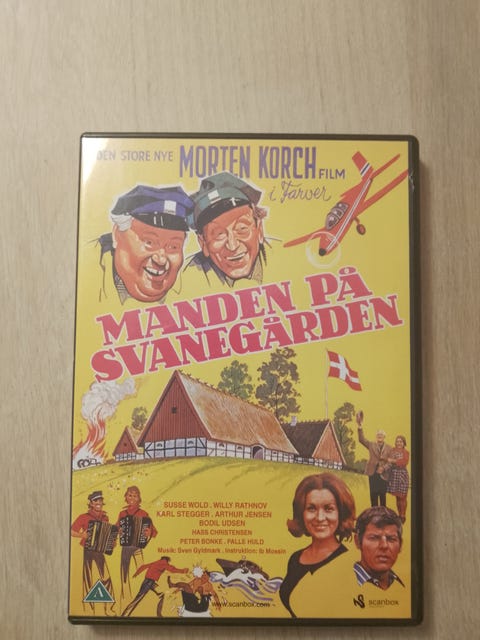 DEN STORE NYE MORTEN KORCH FILM
i Farver
MANDEN PÅ
SVANEGÅRDEN
SUSSE WOLD . WILLY RATHNOV
KARL STEGGER . ARTHUR JENSEN
BODIL UDSEN
HASS CHRISTENSEN
PETER BONKE . PALLE HULD
Musik: Sven Gyldmark . Instruktion: Ib Mossin
A
www.scanbox.com
scanbox